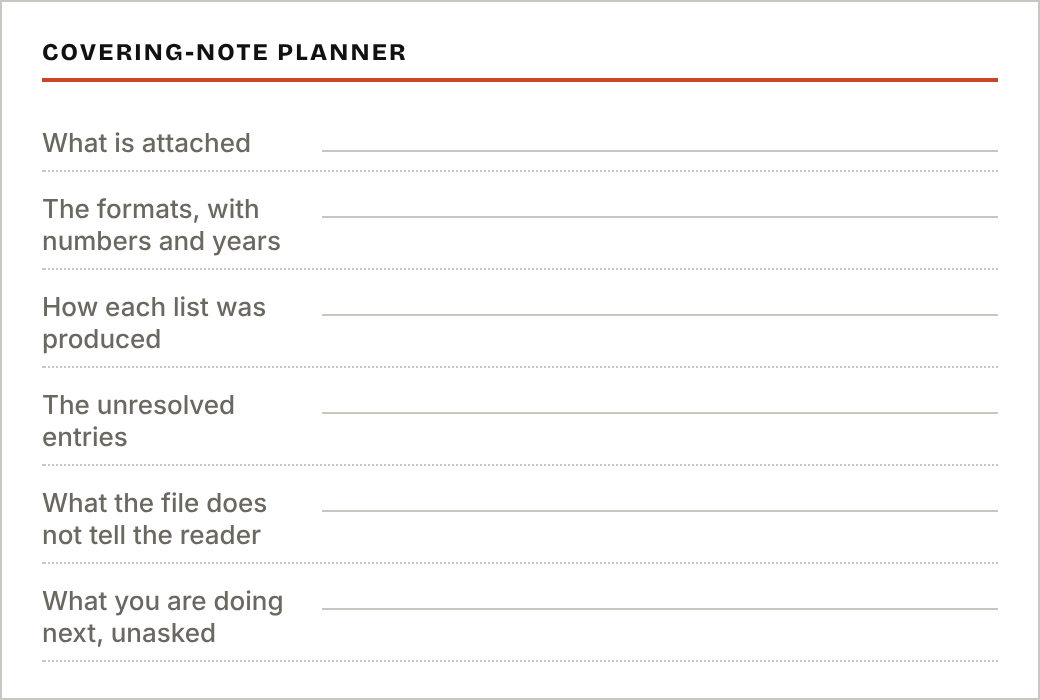 COVERING-NOTE PLANNER
What is attached
The formats, with
numbers and years
How each list was
produced
The unresolved
entries
What the file does
not tell the reader
What you are doing
next, unasked